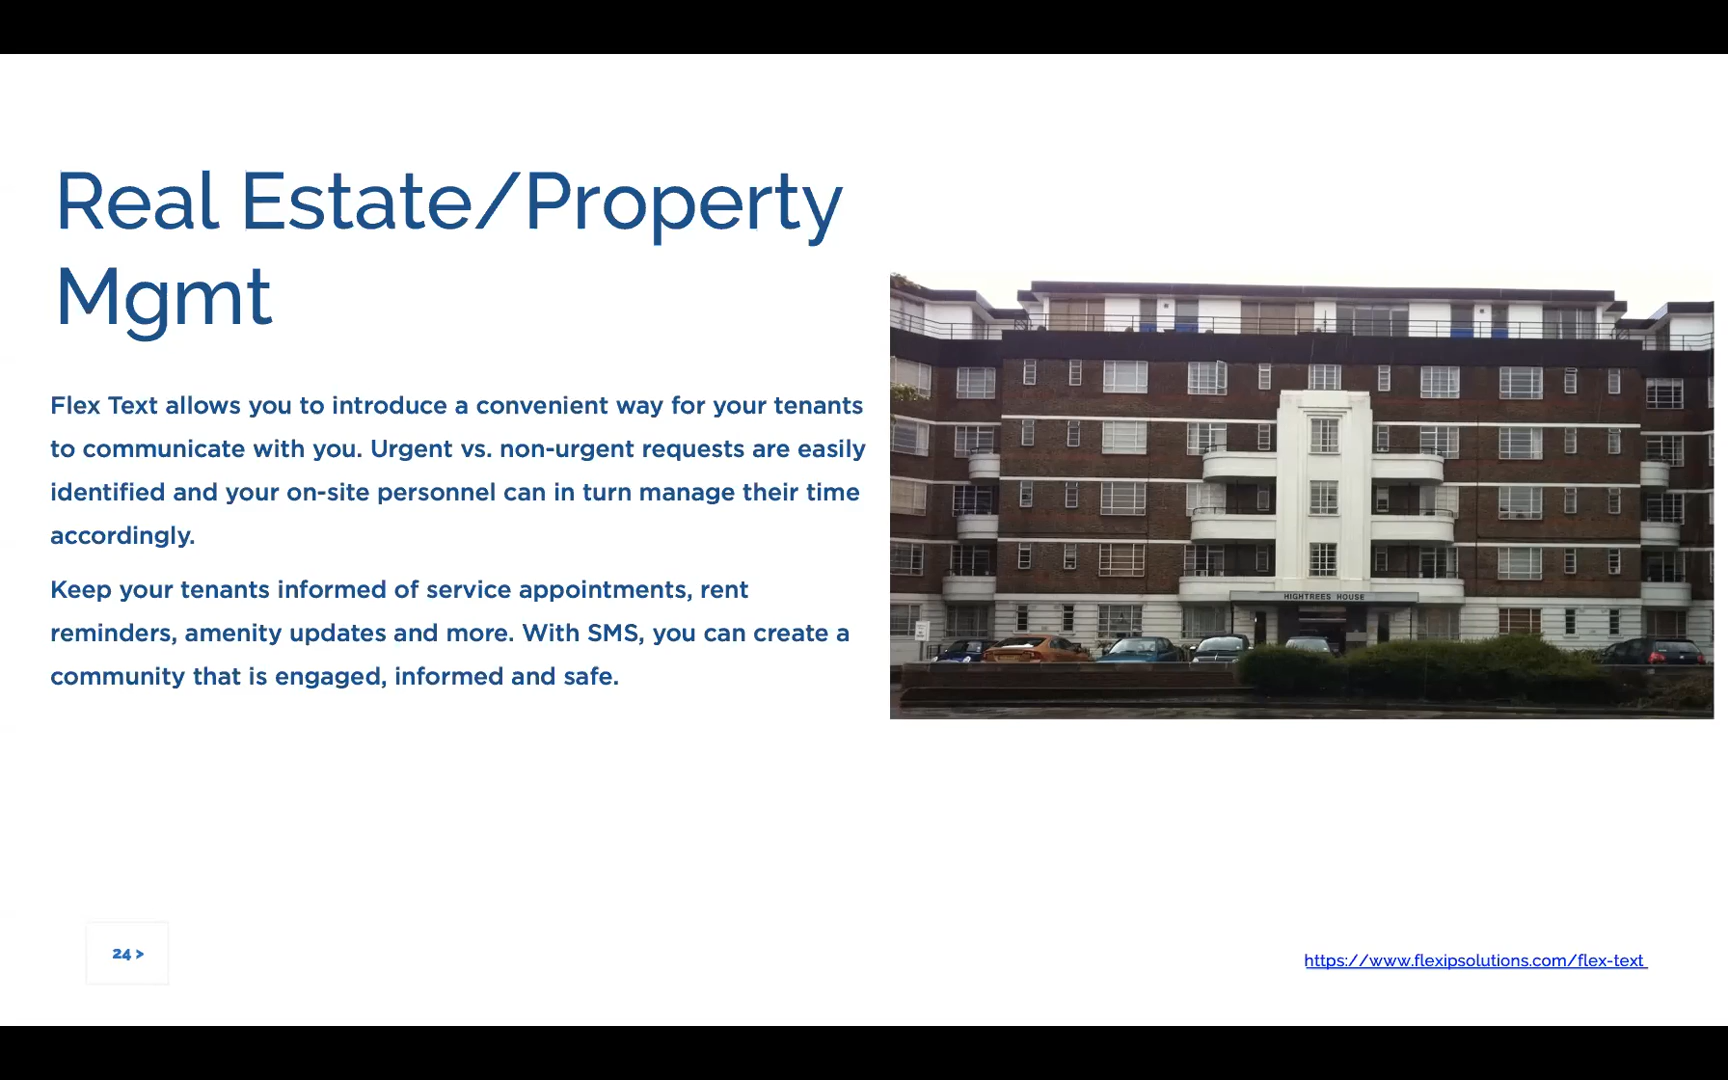 Real Estate/Property
Mgmt
Flex Text allows you to introduce a convenient way for your tenants
to communicate with you. Urgent vs. non-urgent requests are easily
identified and your on-site personnel can in turn manage their time
accordingly.
Keep your tenants informed of service appointments, rent
reminders, amenity updates and more. With SMS, you can create a
community that is engaged, informed and safe.
HIGHTREES HOUSE
24 >
https://www.flexipsolutions.com/flex-text